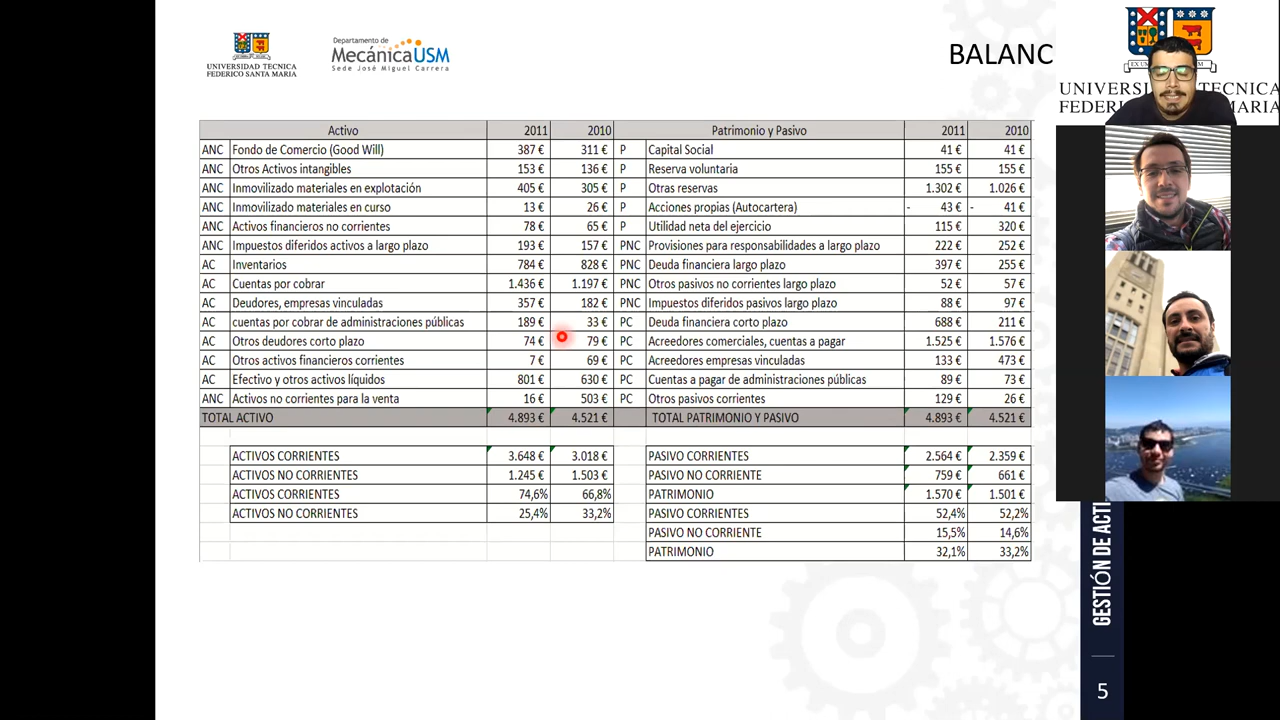 UNIVERSIDAD TECNICA
FEDERICO SANTA MARIA
Departamento de
MecánicaUSM
Sede José Miguel Carrera
BALANC
UNIVERSI TECNICA
FEDER MARIA
Activo 2011 2010 Patrimonio y Pasivo 2011 2010
ANC Fondo de Comercio (Good Will) 387 € 311 € P Capital Social 41 € 41 €
ANC Otros Activos intangibles 153 € 136 € P Reserva voluntaria 155 € 155 €
ANC Inmovilizado materiales en explotación 405 € 305 € P Otras reservas 1.302 € 1.026 €
ANC Inmovilizado materiales en curso 13 € 26 € P Acciones propias (Autocartera) - 43 € - 41 €
ANC Activos financieros no corrientes 78 € 65 € P Utilidad neta del ejercicio 115 € 320 €
ANC Impuestos diferidos activos a largo plazo 193 € 157 € PNC Provisiones para responsabilidades a largo plazo 222 € 252 €
AC Inventarios 784 € 828 € PNC Deuda financiera largo plazo 397 € 255 €
AC Cuentas por cobrar 1.436 € 1.197 € PNC Otros pasivos no corrientes largo plazo 52 € 57 €
AC Deudores, empresas vinculadas 357 € 182 € PNC Impuestos diferidos pasivos largo plazo 88 € 97 €
AC cuentas por cobrar de administraciones públicas 189 € 33 € PC Deuda financiera corto plazo 688 € 211 €
AC Otros deudores corto plazo 74 € 79 € PC Acreedores comerciales, cuentas a pagar 1.525 € 1.576 €
AC Otros activos financieros corrientes 7 € 69 € PC Acreedores empresas vinculadas 133 € 473 €
AC Efectivo y otros activos líquidos 801 € 630 € PC Cuentas a pagar de administraciones públicas 89 € 73 €
ANC Activos no corrientes para la venta 16 € 503 € PC Otros pasivos corrientes 129 € 26 €
TOTAL ACTIVO 4.893 € 4.521 € TOTAL PATRIMONIO Y PASIVO 4.893 € 4.521 €
ACTIVOS CORRIENTES 3.648 € 3.018 € PASIVO CORRIENTES 2.564 € 2.359 €
ACTIVOS NO CORRIENTES 1.245 € 1.503 € PASIVO NO CORRIENTE 759 € 661 €
ACTIVOS CORRIENTES 74,6% 66,8% PATRIMONIO 1.570 € 1.501 €
ACTIVOS NO CORRIENTES 25,4% 33,2% PASIVO CORRIENTES 52,4% 52,2%
PASIVO NO CORRIENTE 15,5% 14,6%
PATRIMONIO 32,1% 33,2%
GESTIÓN DE ACTI
5